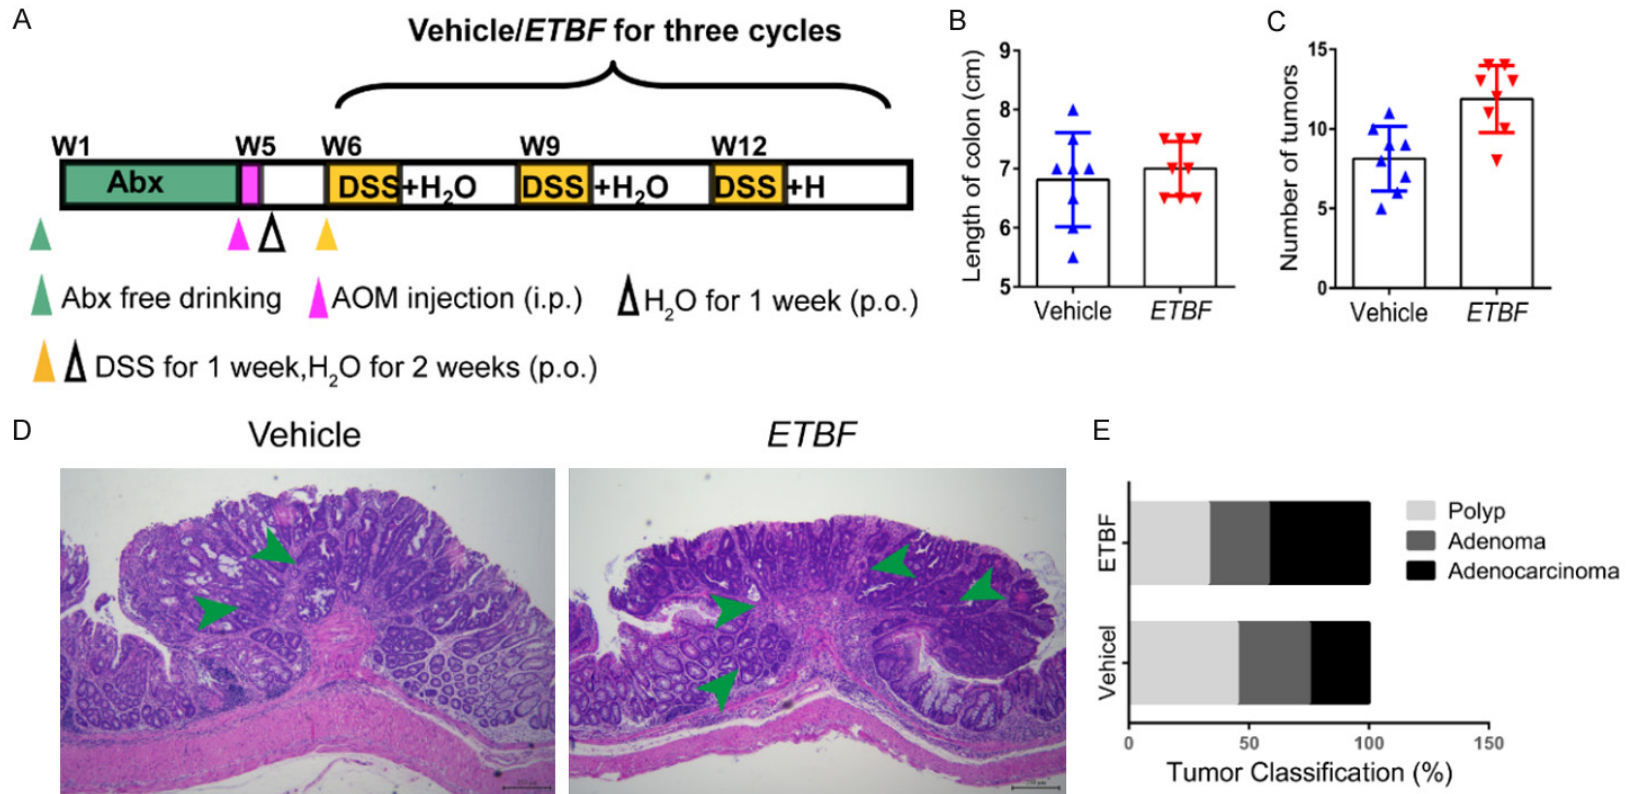 A
Vehicle/ETBF for three cycles
W1 W5 W6 W9 W12
Abx DSS +H2O DSS +H2O DSS +H
Abx free drinking AOM injection (i.p.) H2O for 1 week (p.o.)
DSS for 1 week,H2O for 2 weeks (p.o.)
B
Length of colon (cm)
9
8
7
6
5
Vehicle ETBF
C
Number of tumors
15
10
5
0
Vehicle ETBF
D
Vehicle ETBF
E
ETBF
Vehicel
Polyp
Adenoma
Adenocarcinoma
0 50 100 150
Tumor Classification (%)